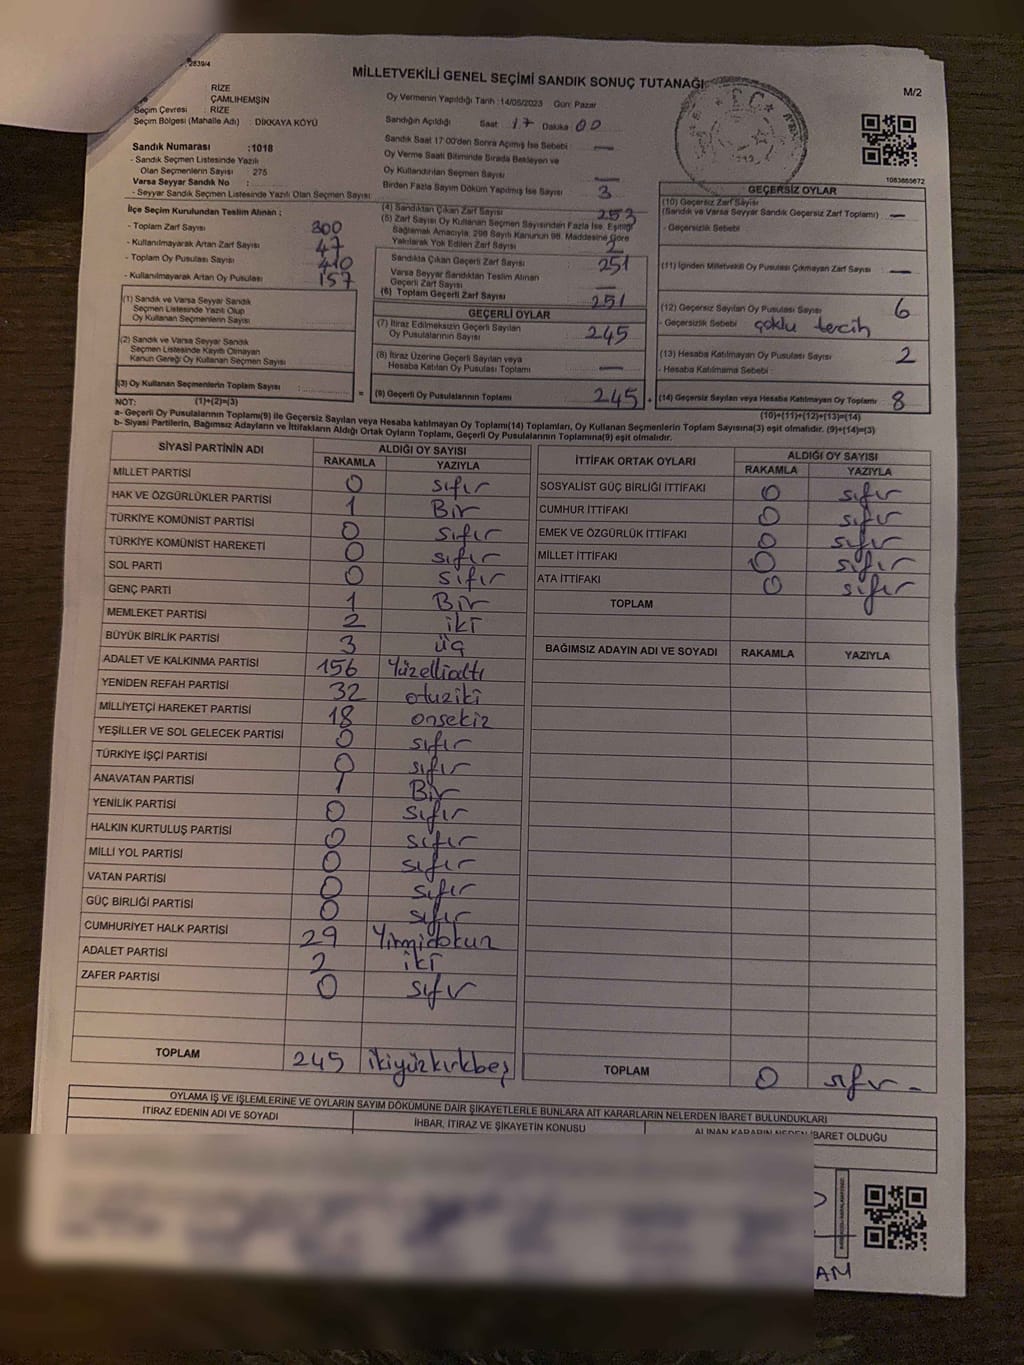 2839/4
MİLLETVEKİLİ GENEL SEÇİMİ SANDIK SONUÇ TUTANAĞI
M/2
RİZE
ÇAMLIHEMŞİN
Seçim Çevresi : RİZE
Seçim Bölgesi (Mahalle Adı) DİKKAYA KÖYÜ
Oy Vermenin Yapıldığı Tarih : 14/05/2023 Gün: Pazar
Sandığın Açıldığı Saat 17 Dakika 00
Sandık Saat 17:00'den Sonra Açımış İse Sebebi : —
Oy Verme Saati Bitiminde Sırada Bekleyen ve
Oy Kullandırılan Seçmen Sayısı : —
Birden Fazla Sayım Döküm Yapılmış İse Sayısı 3
Sandık Numarası :1018
- Sandık Seçmen Listesinde Yazılı
Olan Seçmenlerin Sayısı 275
Varsa Seyyar Sandık No :
- Seyyar Sandık Seçmen Listesinde Yazılı Olan Seçmen Sayısı:
1083865672
İlçe Seçim Kurulundan Teslim Alınan :
- Toplam Zarf Sayısı 300
- Kullanılmayarak Artan Zarf Sayısı 47
- Toplam Oy Pusulası Sayısı 410
- Kullanılmayarak Artan Oy Pusulası 157
(1) Sandık ve Varsa Seyyar Sandık
Seçmen Listesinde Yazılı Olup
Oy Kullanan Seçmenlerin Sayısı
(2) Sandık ve Varsa Seyyar Sandık
Seçmen Listesinde Kayıtlı Olmayan
Kanun Gereği Oy Kullanan Seçmen Sayısı
(3) Oy Kullanan Seçmenlerin Toplam Sayısı :
(4) Sandıktan Çıkan Zarf Sayısı 253
(5) Zarf Sayısı Oy Kullanan Seçmen Sayısından Fazla İse, Eşitliği
Sağlamak Amacıyla, 298 Sayılı Kanunun 98. Maddesine Göre
Yakılarak Yok Edilen Zarf Sayısı 2
Sandıkta Çıkan Geçerli Zarf Sayısı 251
Varsa Seyyar Sandıktan Teslim Alınan
Geçerli Zarf Sayısı —
(6) Toplam Geçerli Zarf Sayısı 251
GEÇERLİ OYLAR
(7) İtiraz Edilmeksizin Geçerli Sayılan
Oy Pusulalarının Sayısı 245
(8) İtiraz Üzerine Geçerli Sayılan veya
Hesaba Katılan Oy Pusulası Toplamı —
= (9) Geçerli Oy Pusulalarının Toplamı 245 +
GEÇERSİZ OYLAR
(10) Geçersiz Zarf Sayısı
(Sandık ve Varsa Seyyar Sandık Geçersiz Zarf Toplamı) —
- Geçersizlik Sebebi
(11) İçinden Milletvekili Oy Pusulası Çıkmayan Zarf Sayısı : —
(12) Geçersiz Sayılan Oy Pusulası Sayısı 6
- Geçersizlik Sebebi çoklu tercih
(13) Hesaba Katılmayan Oy Pusulası Sayısı 2
- Hesaba Katılmama Sebebi :
(14) Geçersiz Sayılan veya Hesaba Katılmayan Oy Toplamı 8
NOT: (1)+(2)=(3)
(10)+(11)+(12)+(13)=(14)
a- Geçerli Oy Pusulalarının Toplamı(9) ile Geçersiz Sayılan veya Hesaba katılmayan Oy Toplamı(14) Toplamları, Oy Kullanan Seçmenlerin Toplam Sayısına(3) eşit olmalıdır. (9)+(14)=(3)
b- Siyasi Partilerin, Bağımsız Adayların ve İttifakların Aldığı Ortak Oyların Toplamı, Geçerli Oy Pusulalarının Toplamına(9) eşit olmalıdır.
SİYASİ PARTİNİN ADI ALDIĞI OY SAYISI
RAKAMLA YAZIYLA
MİLLET PARTİSİ 0 sıfır
HAK VE ÖZGÜRLÜKLER PARTİSİ 1 Bir
TÜRKİYE KOMÜNİST PARTİSİ 0 sıfır
TÜRKİYE KOMÜNİST HAREKETİ 0 sıfır
SOL PARTİ 0 sıfır
GENÇ PARTİ 1 Bir
MEMLEKET PARTİSİ 2 iki
BÜYÜK BİRLİK PARTİSİ 3 üç
ADALET VE KALKINMA PARTİSİ 156 Yüzellialtı
YENİDEN REFAH PARTİSİ 32 otuziki
MİLLİYETÇİ HAREKET PARTİSİ 18 onsekiz
YEŞİLLER VE SOL GELECEK PARTİSİ 0 sıfır
TÜRKİYE İŞÇİ PARTİSİ 0 sıfır
ANAVATAN PARTİSİ 1 Bir
YENİLİK PARTİSİ 0 sıfır
HALKIN KURTULUŞ PARTİSİ 0 sıfır
MİLLİ YOL PARTİSİ 0 sıfır
VATAN PARTİSİ 0 sıfır
GÜÇ BİRLİĞİ PARTİSİ 0 sıfır
CUMHURİYET HALK PARTİSİ 29 Yirmidokuz
ADALET PARTİSİ 2 iki
ZAFER PARTİSİ 0 sıfır
TOPLAM 245 ikiyüzkırkbeş
İTTİFAK ORTAK OYLARI ALDIĞI OY SAYISI
RAKAMLA YAZIYLA
SOSYALİST GÜÇ BİRLİĞİ İTTİFAKI 0 sıfır
CUMHUR İTTİFAKI 0 sıfır
EMEK VE ÖZGÜRLÜK İTTİFAKI 0 sıfır
MİLLET İTTİFAKI 0 sıfır
ATA İTTİFAKI 0 sıfır
TOPLAM
BAĞIMSIZ ADAYIN ADI VE SOYADI RAKAMLA YAZIYLA
TOPLAM 0 sıfır -
OYLAMA İŞ VE İŞLEMLERİNE VE OYLARIN SAYIM DÖKÜMÜNE DAİR ŞİKAYETLERLE BUNLARA AİT KARARLARIN NELERDEN İBARET BULUNDUKLARI
İTİRAZ EDENİN ADI VE SOYADI İHBAR, İTİRAZ VE ŞİKAYETİN KONUSU ALINAN KARARIN NEDEN İBARET OLDUĞU
AM